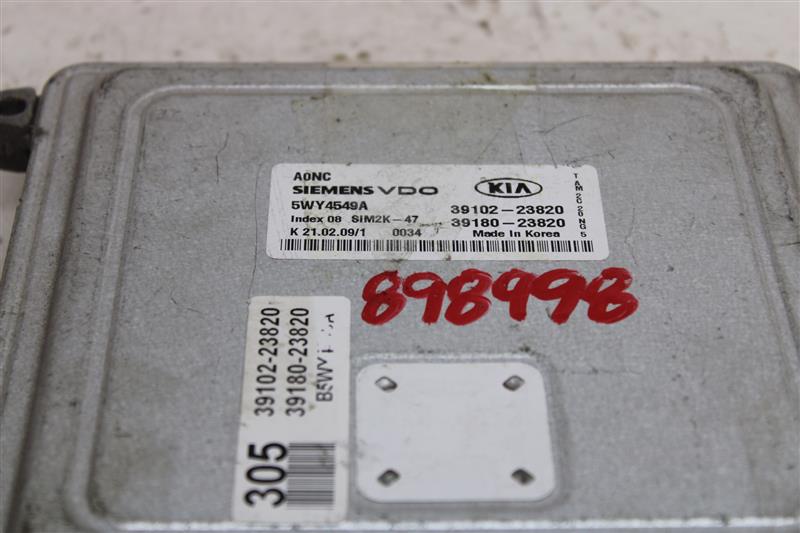 A0NC
SIEMENS VDO KIA
5WY4549A 39102-23820
Index 08 SIM2K-47 39180-23820
K 21.02.09/1 0034 Made in Korea
TAM2C20NG5
898998
305
39102-23820
39180-23820